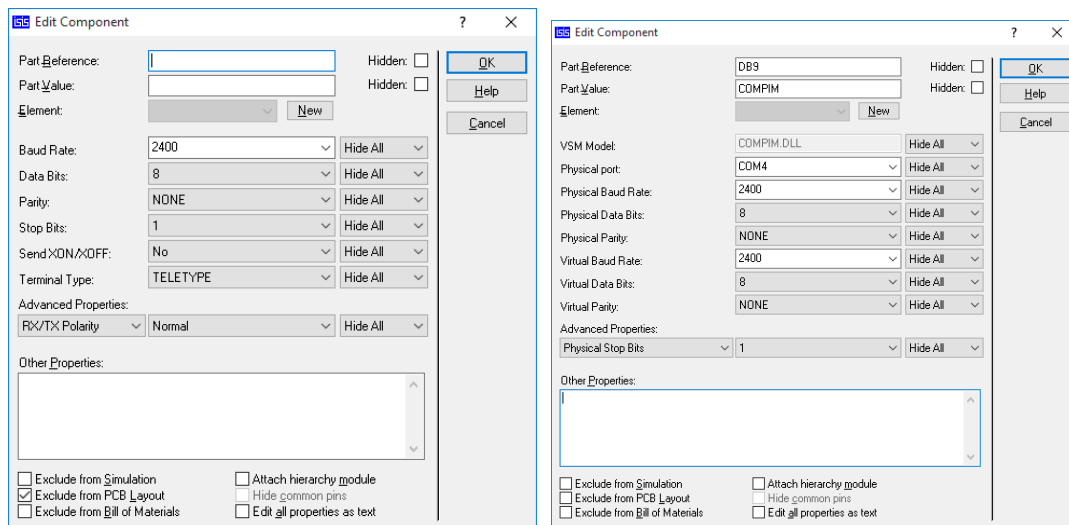 ISIS Edit Component ? ×
Part Reference: Hidden:
OK
Part Value: Hidden:
Help
Element: New
Cancel
Baud Rate: 2400 Hide All
Data Bits: 8 Hide All
Parity: NONE Hide All
Stop Bits: 1 Hide All
Send XON/XOFF: No Hide All
Terminal Type: TELETYPE Hide All
Advanced Properties:
RX/TX Polarity Normal Hide All
Other Properties:
Exclude from Simulation Attach hierarchy module
Exclude from PCB Layout Hide common pins
Exclude from Bill of Materials Edit all properties as text
ISIS Edit Component ? ×
Part Reference: DB9 Hidden:
OK
Part Value: COMPIM Hidden:
Help
Element: New
Cancel
VSM Model: COMPIM.DLL Hide All
Physical port: COM4 Hide All
Physical Baud Rate: 2400 Hide All
Physical Data Bits: 8 Hide All
Physical Parity: NONE Hide All
Virtual Baud Rate: 2400 Hide All
Virtual Data Bits: 8 Hide All
Virtual Parity: NONE Hide All
Advanced Properties:
Physical Stop Bits 1 Hide All
Other Properties:
Exclude from Simulation Attach hierarchy module
Exclude from PCB Layout Hide common pins
Exclude from Bill of Materials Edit all properties as text